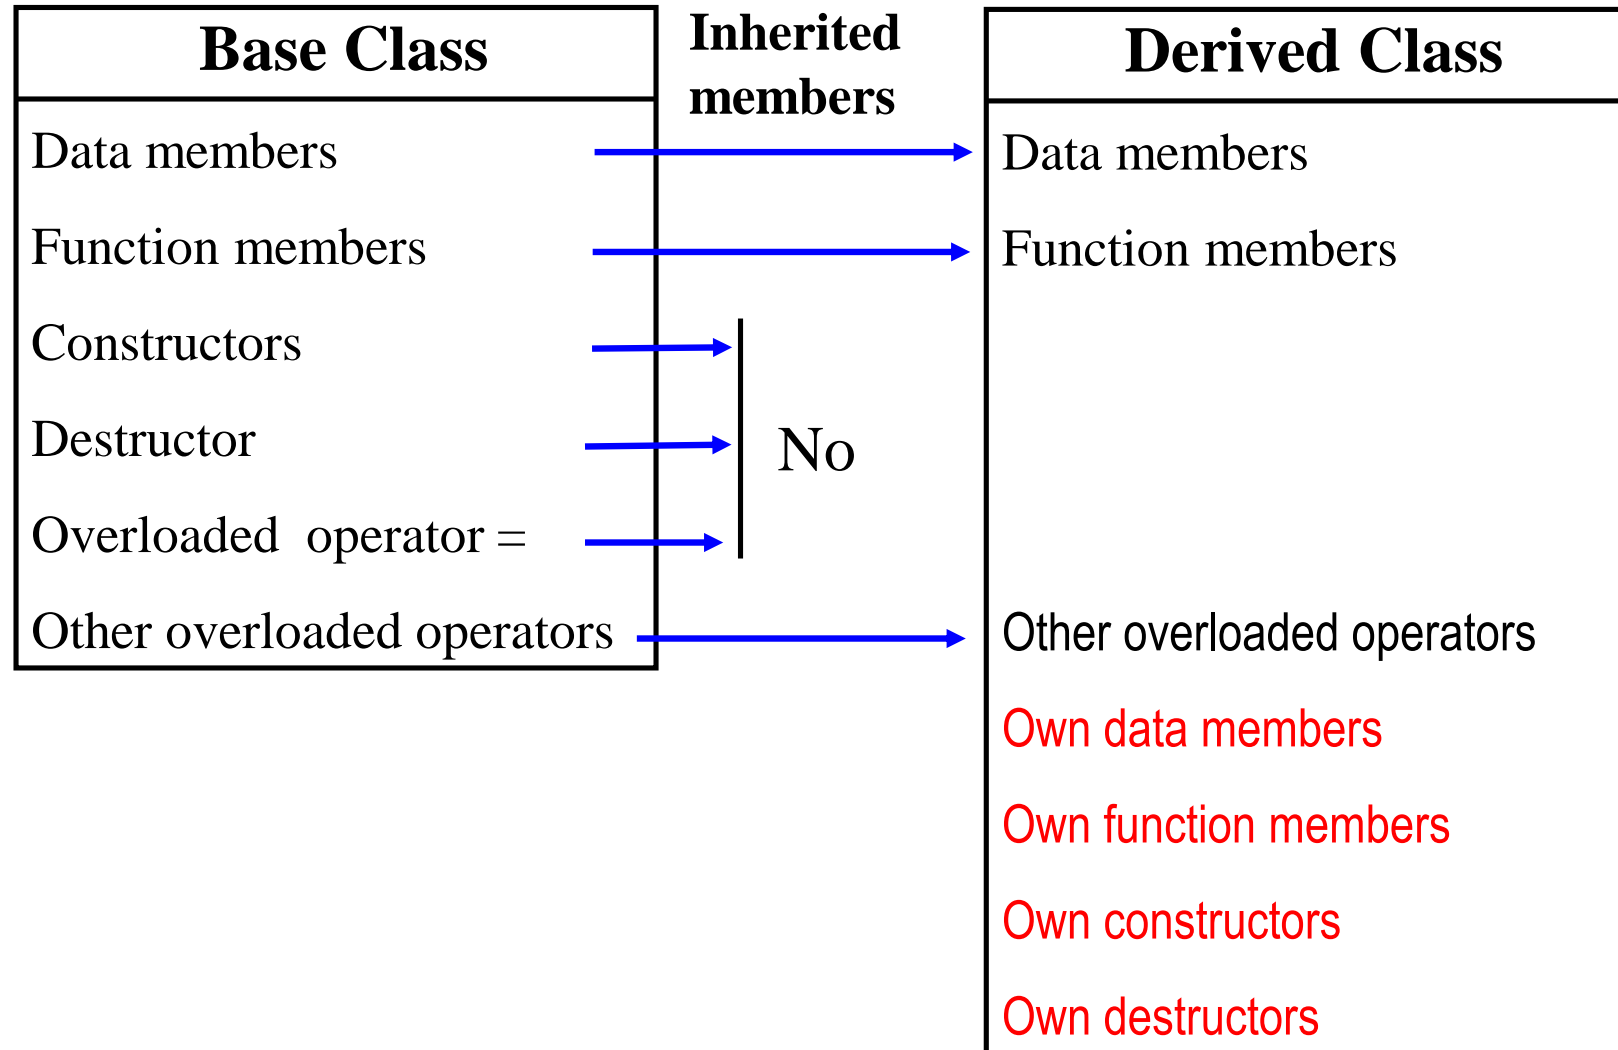 Base Class
Data members
Function members
Constructors
Destructor
Overloaded operator =
Other overloaded operators
Inherited
members
No
Derived Class
Data members
Function members
Other overloaded operators
Own data members
Own function members
Own constructors
Own destructors